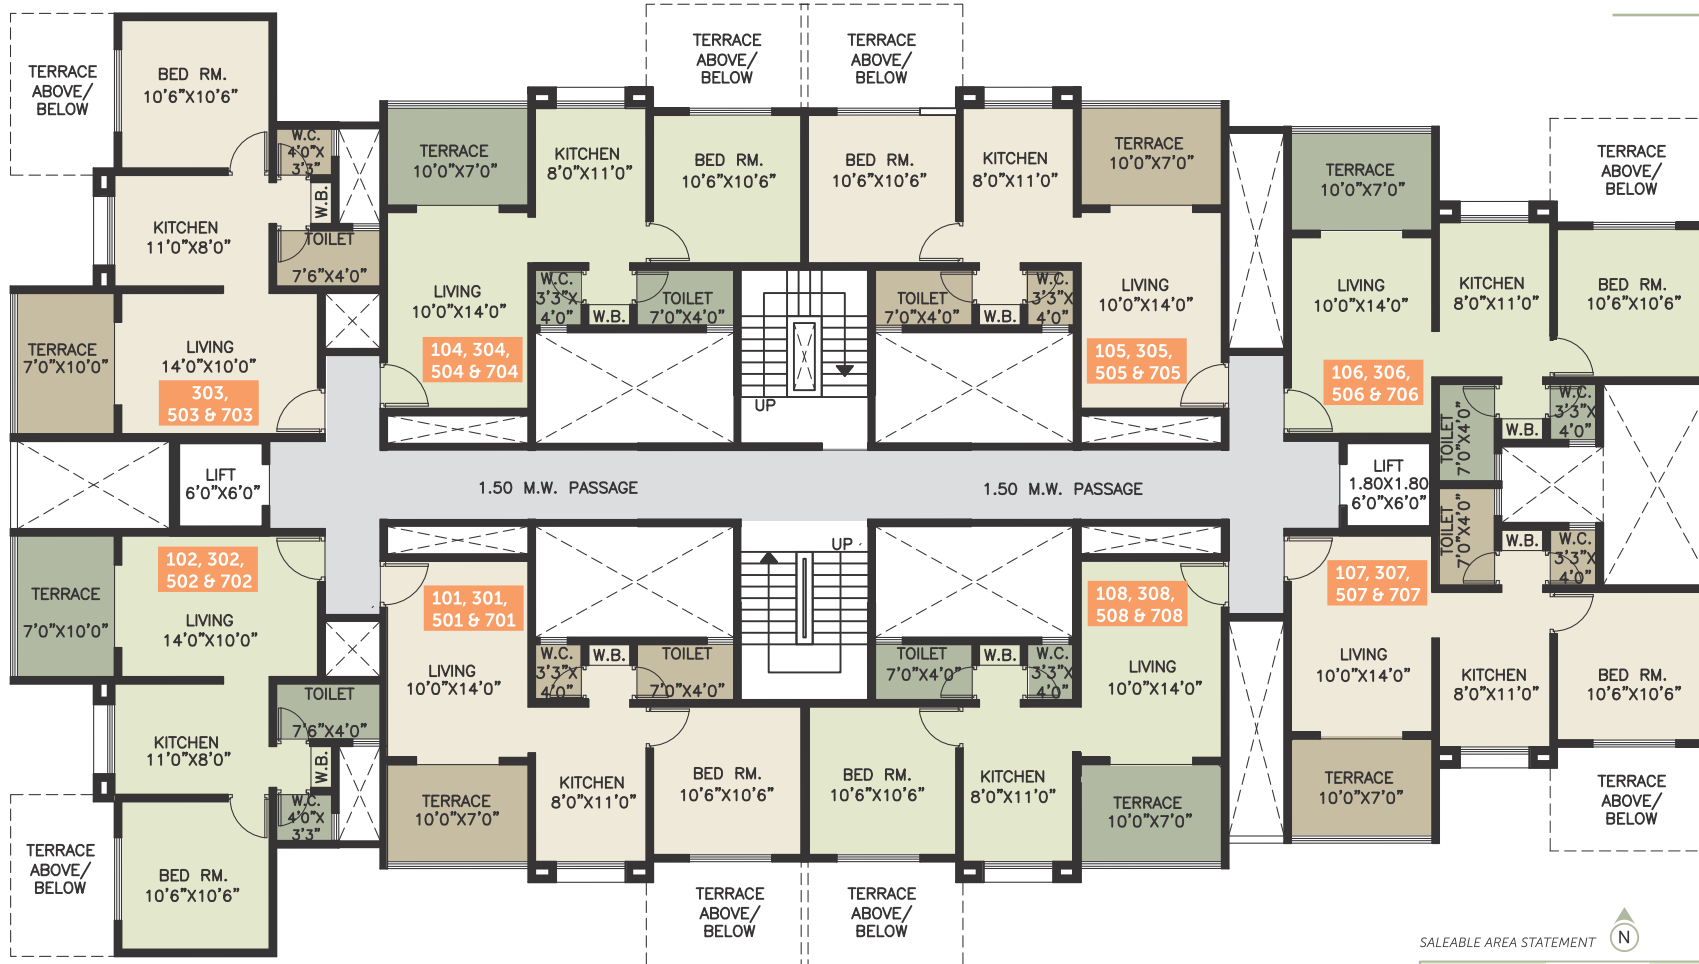 TERRACE
ABOVE/
BELOW
BED RM.
10'6"X10'6"
W.C.
4'0"X
3'3"
W.B.
KITCHEN
11'0"X8'0"
TOILET
7'6"X4'0"
TERRACE
7'0"X10'0"
LIVING
14'0"X10'0"
303,
503 & 703
TERRACE
10'0"X7'0"
KITCHEN
8'0"X11'0"
BED RM.
10'6"X10'6"
TERRACE
ABOVE/
BELOW
LIVING
10'0"X14'0"
104, 304,
504 & 704
W.C.
3'3"X
4'0"
W.B.
TOILET
7'0"X4'0"
UP
TERRACE
ABOVE/
BELOW
BED RM.
10'6"X10'6"
KITCHEN
8'0"X11'0"
TERRACE
10'0"X7'0"
TOILET
7'0"X4'0"
W.B.
W.C.
3'3"X
4'0"
LIVING
10'0"X14'0"
105, 305,
505 & 705
TERRACE
10'0"X7'0"
LIVING
10'0"X14'0"
106, 306,
506 & 706
KITCHEN
8'0"X11'0"
TERRACE
ABOVE/
BELOW
BED RM.
10'6"X10'6"
TOILET
7'0"X4'0"
W.B.
W.C.
3'3"X
4'0"
LIFT
6'0"X6'0"
1.50 M.W. PASSAGE
1.50 M.W. PASSAGE
LIFT
1.80X1.80
6'0"X6'0"
102, 302,
502 & 702
TERRACE
7'0"X10'0"
LIVING
14'0"X10'0"
TOILET
7'6"X4'0"
KITCHEN
11'0"X8'0"
W.B.
W.C.
4'0"X
3'3"
TERRACE
ABOVE/
BELOW
BED RM.
10'6"X10'6"
101, 301,
501 & 701
LIVING
10'0"X14'0"
W.C.
3'3"X
4'0"
W.B.
TOILET
7'0"X4'0"
TERRACE
10'0"X7'0"
KITCHEN
8'0"X11'0"
BED RM.
10'6"X10'6"
TERRACE
ABOVE/
BELOW
UP
108, 308,
508 & 708
TOILET
7'0"X4'0"
W.B.
W.C.
3'3"X
4'0"
LIVING
10'0"X14'0"
BED RM.
10'6"X10'6"
KITCHEN
8'0"X11'0"
TERRACE
10'0"X7'0"
TERRACE
ABOVE/
BELOW
TOILET
7'0"X4'0"
W.B.
W.C.
3'3"X
4'0"
107, 307,
507 & 707
LIVING
10'0"X14'0"
KITCHEN
8'0"X11'0"
BED RM.
10'6"X10'6"
TERRACE
10'0"X7'0"
TERRACE
ABOVE/
BELOW
SALEABLE AREA STATEMENT
N